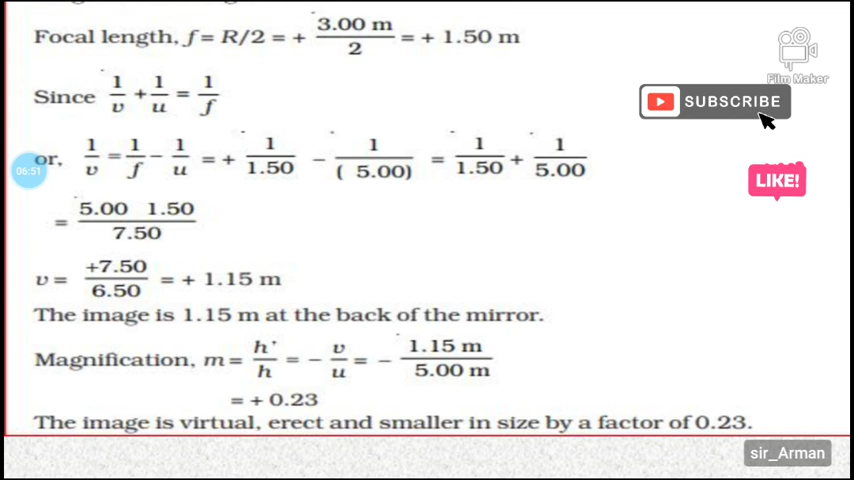 Focal length, f = R/2 = + 3.00 m / 2 = + 1.50 m
Film Maker
Since 1/v + 1/u = 1/f
SUBSCRIBE
or, 1/v = 1/f − 1/u = + 1/1.50 − 1/( 5.00) = 1/1.50 + 1/5.00
06:51
LIKE!
= 5.00 1.50 / 7.50
v = +7.50 / 6.50 = + 1.15 m
The image is 1.15 m at the back of the mirror.
Magnification, m = h'/h = − v/u = − 1.15 m / 5.00 m
= + 0.23
The image is virtual, erect and smaller in size by a factor of 0.23.
sir_Arman